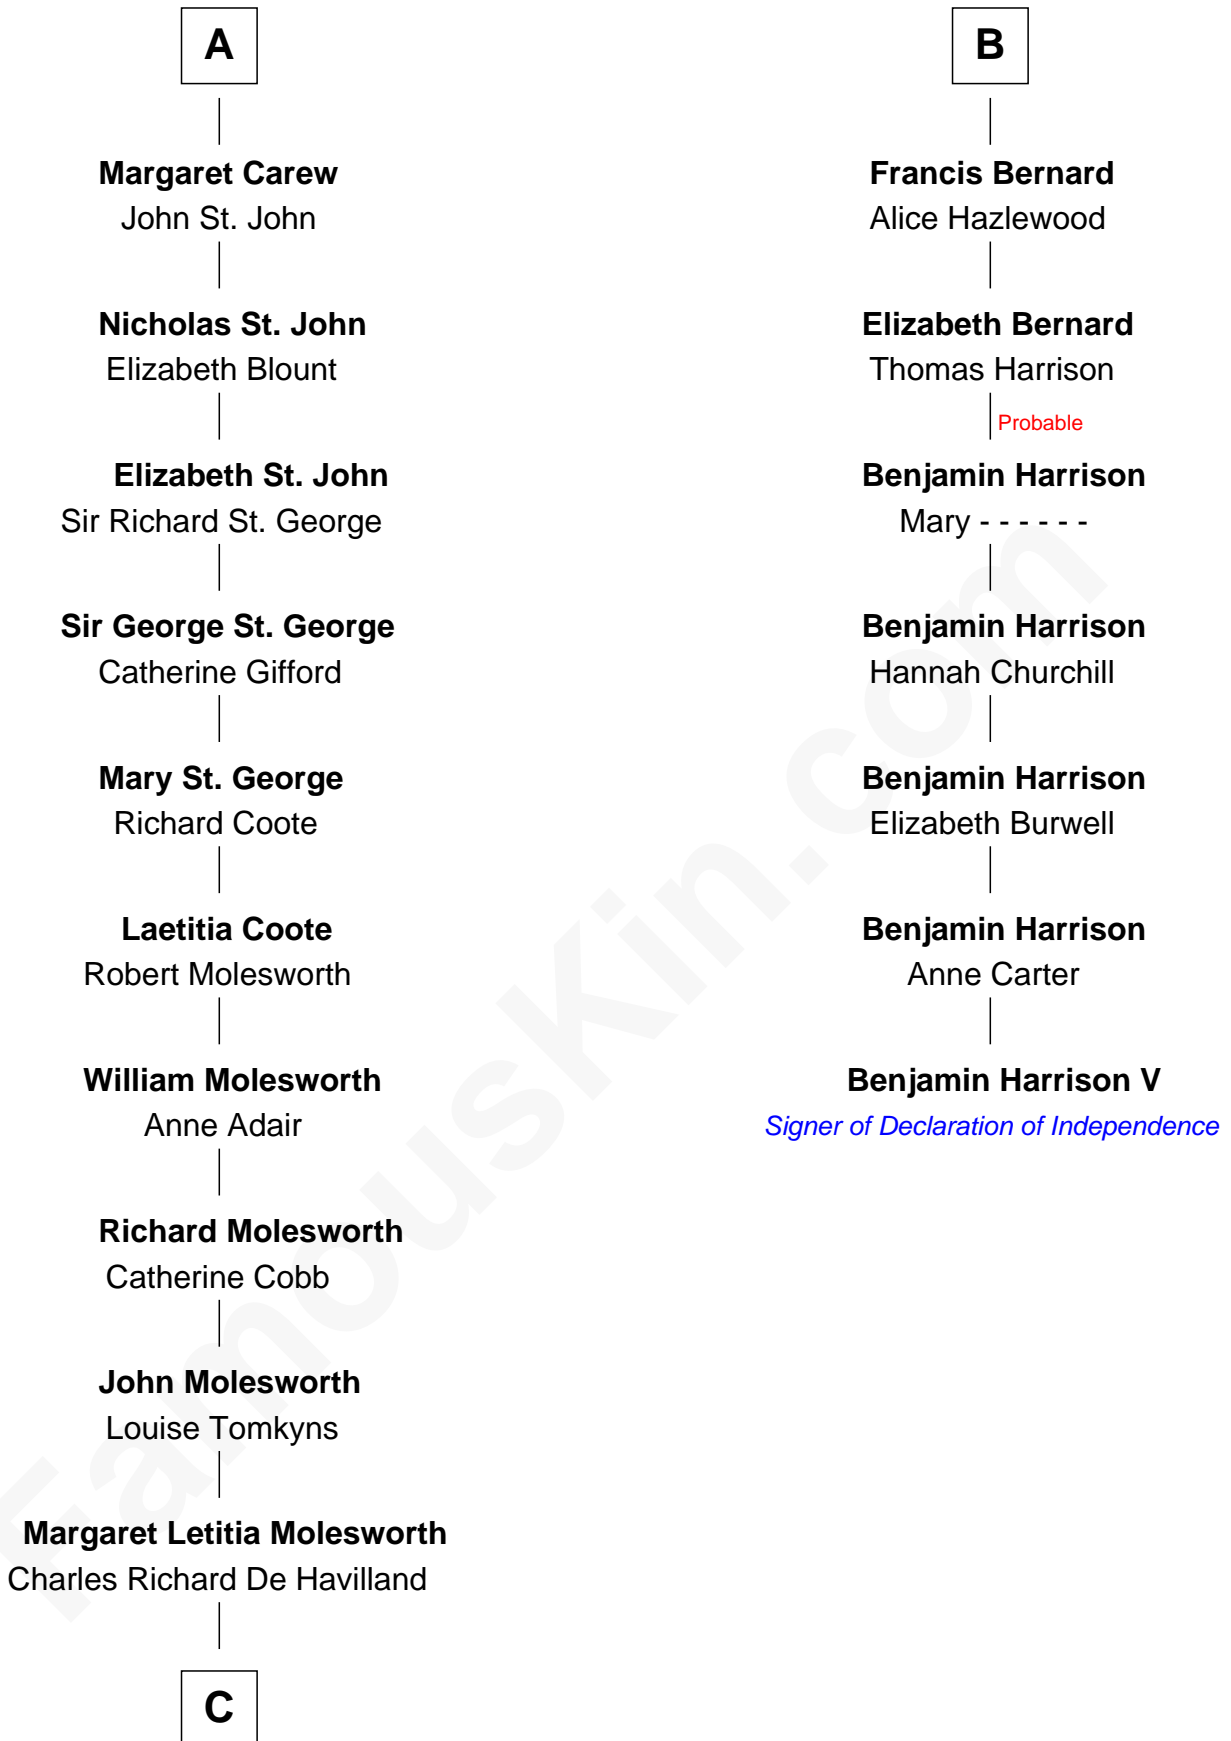 A
Margaret Carew
John St. John
Nicholas St. John
Elizabeth Blount
Elizabeth St. John
Sir Richard St. George
Sir George St. George
Catherine Gifford
Mary St. George
Richard Coote
Laetitia Coote
Robert Molesworth
William Molesworth
Anne Adair
Richard Molesworth
Catherine Cobb
John Molesworth
Louise Tomkyns
Margaret Letitia Molesworth
Charles Richard De Havilland
C
B
Francis Bernard
Alice Hazlewood
Elizabeth Bernard
Thomas Harrison
Probable
Benjamin Harrison
Mary - - - - - -
Benjamin Harrison
Hannah Churchill
Benjamin Harrison
Elizabeth Burwell
Benjamin Harrison
Anne Carter
Benjamin Harrison V
Signer of Declaration of Independence
FamousKin.com